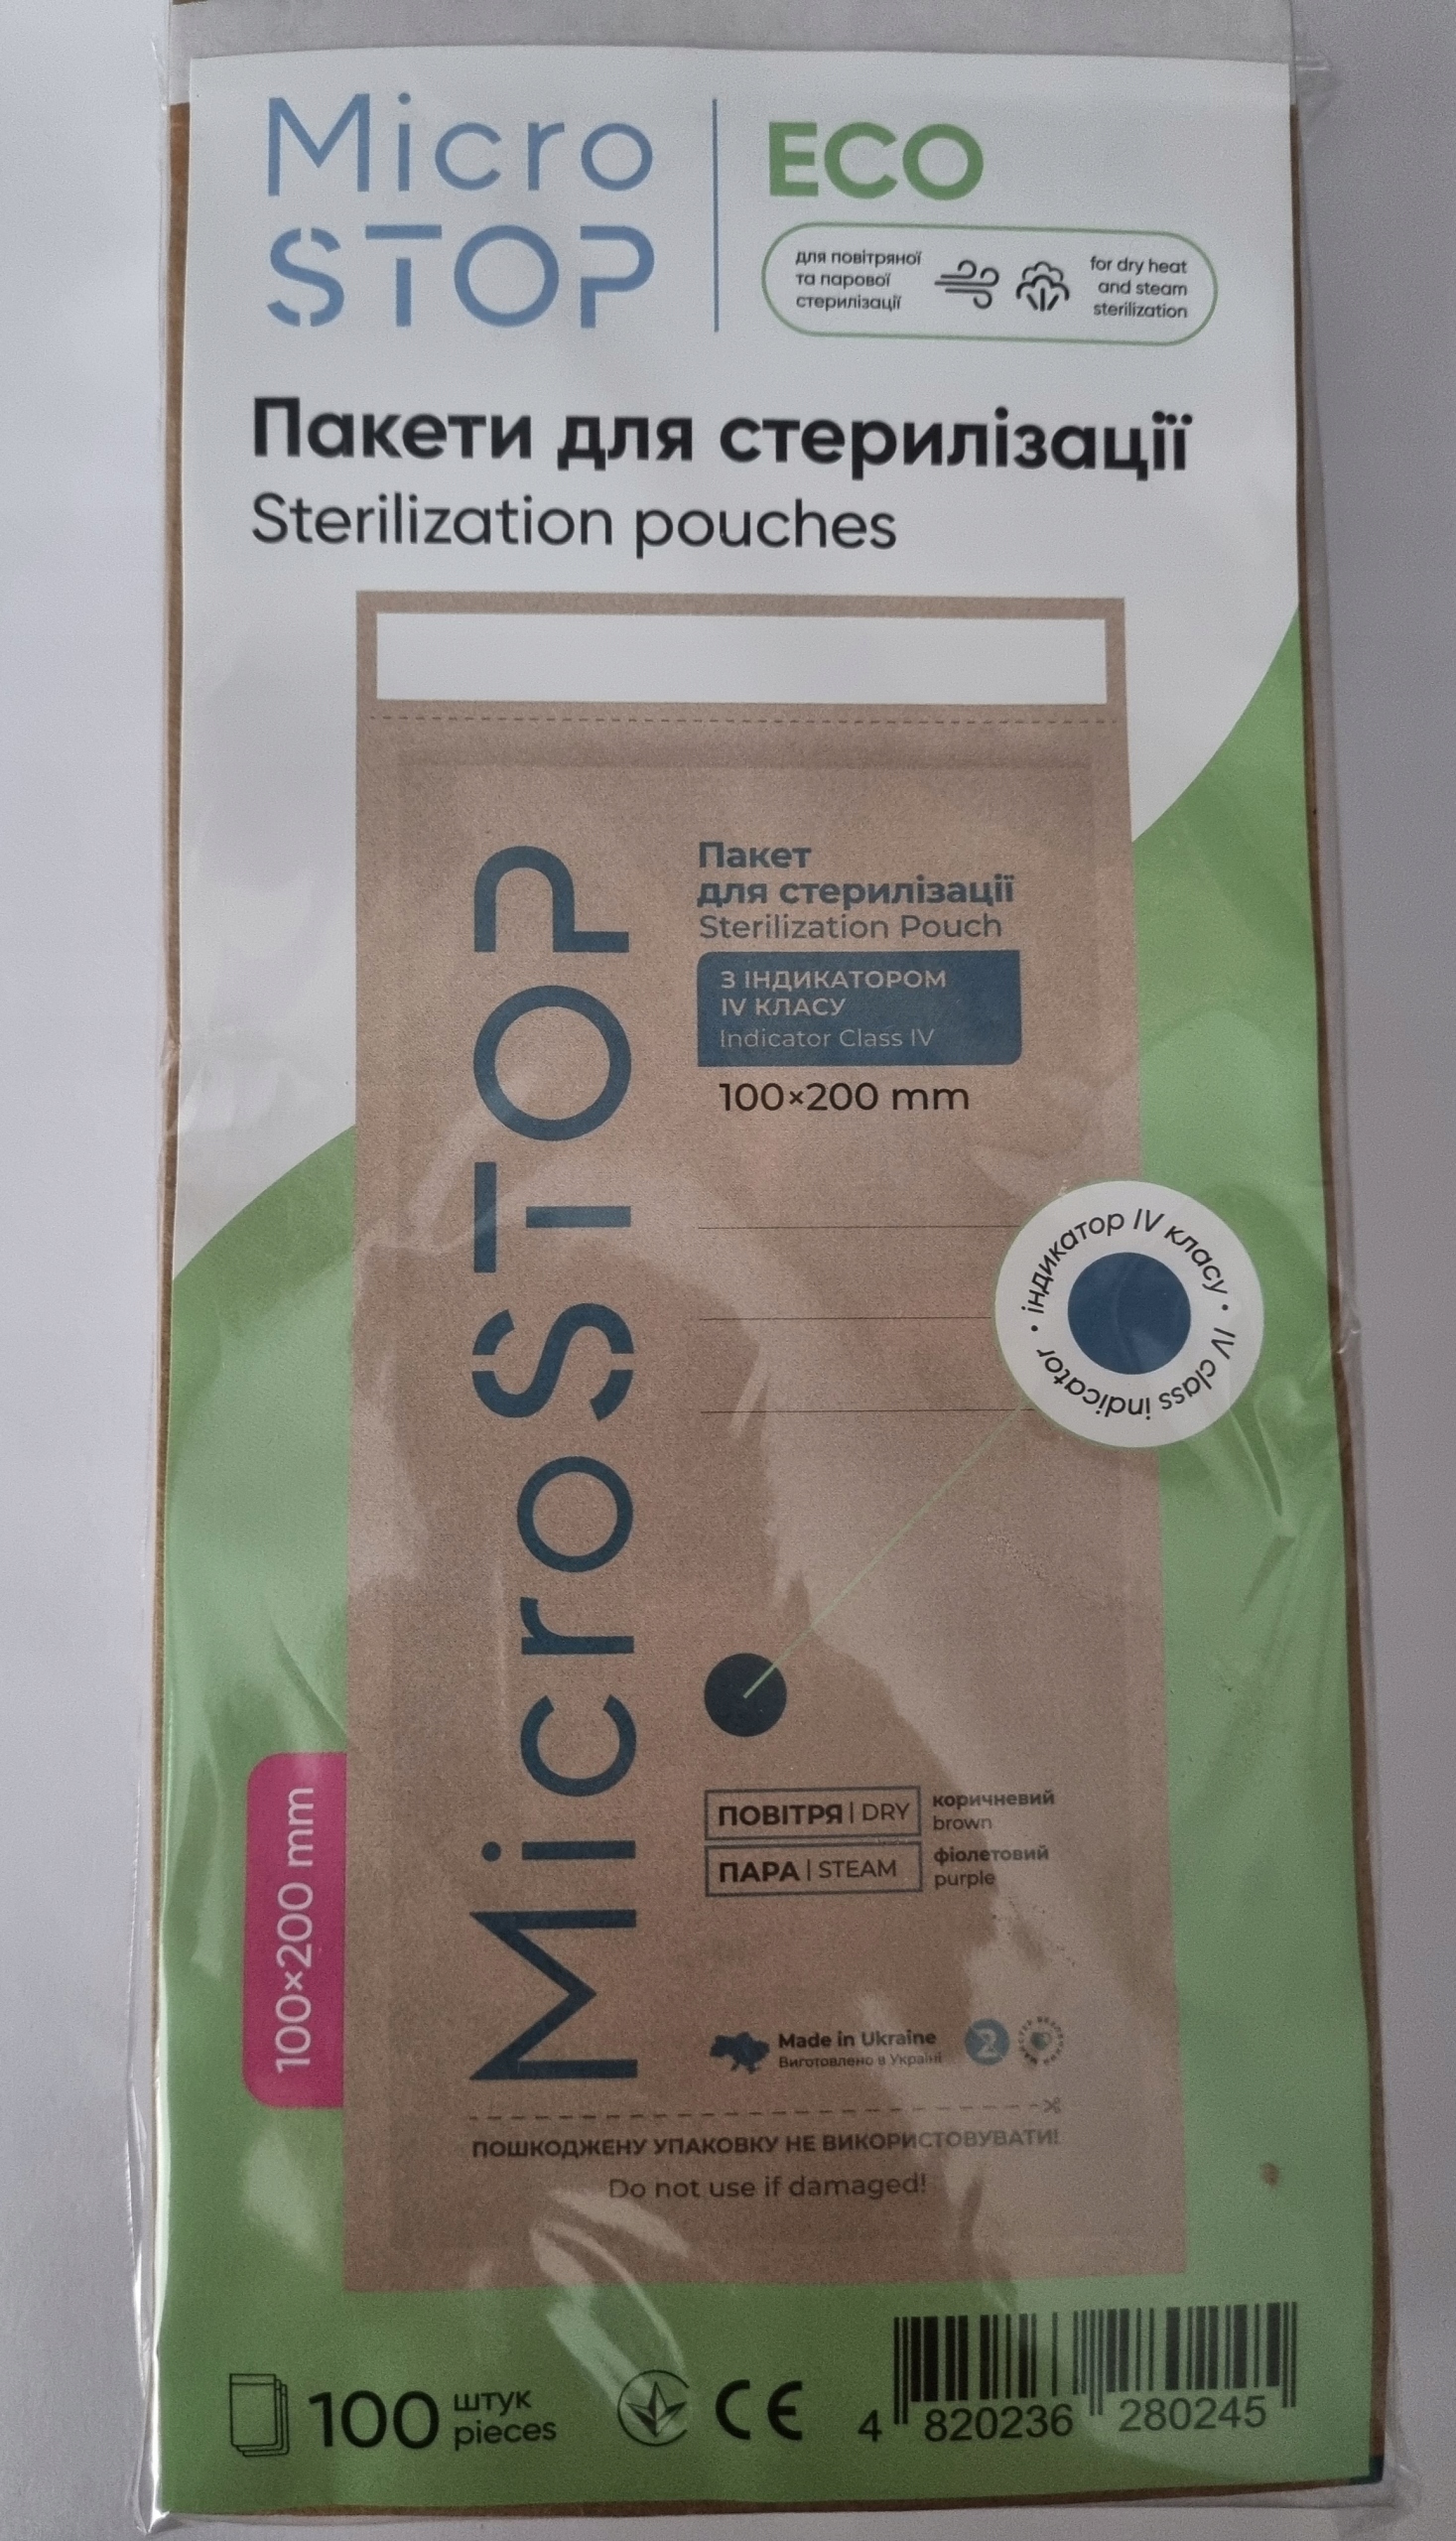 Micro
STOP
ECO
для повітряної
та парової
стерилізації
for dry heat
and steam
sterilization
Пакети для стерилізації
Sterilization pouches
MicroSTOP
Пакет
для стерилізації
Sterilization Pouch
З ІНДИКАТОРОМ
IV КЛАСУ
Indicator Class IV
100×200 mm
• індикатор IV класу • IV class indicator
ПОВІТРЯ | DRY
коричневий
brown
ПАРА | STEAM
фіолетовий
purple
100×200 mm
Made in Ukraine
Виготовлено в Україні
2
ПОШКОДЖЕНУ УПАКОВКУ НЕ ВИКОРИСТОВУВАТИ!
Do not use if damaged!
100
штук
pieces
CE
4 820236 280245